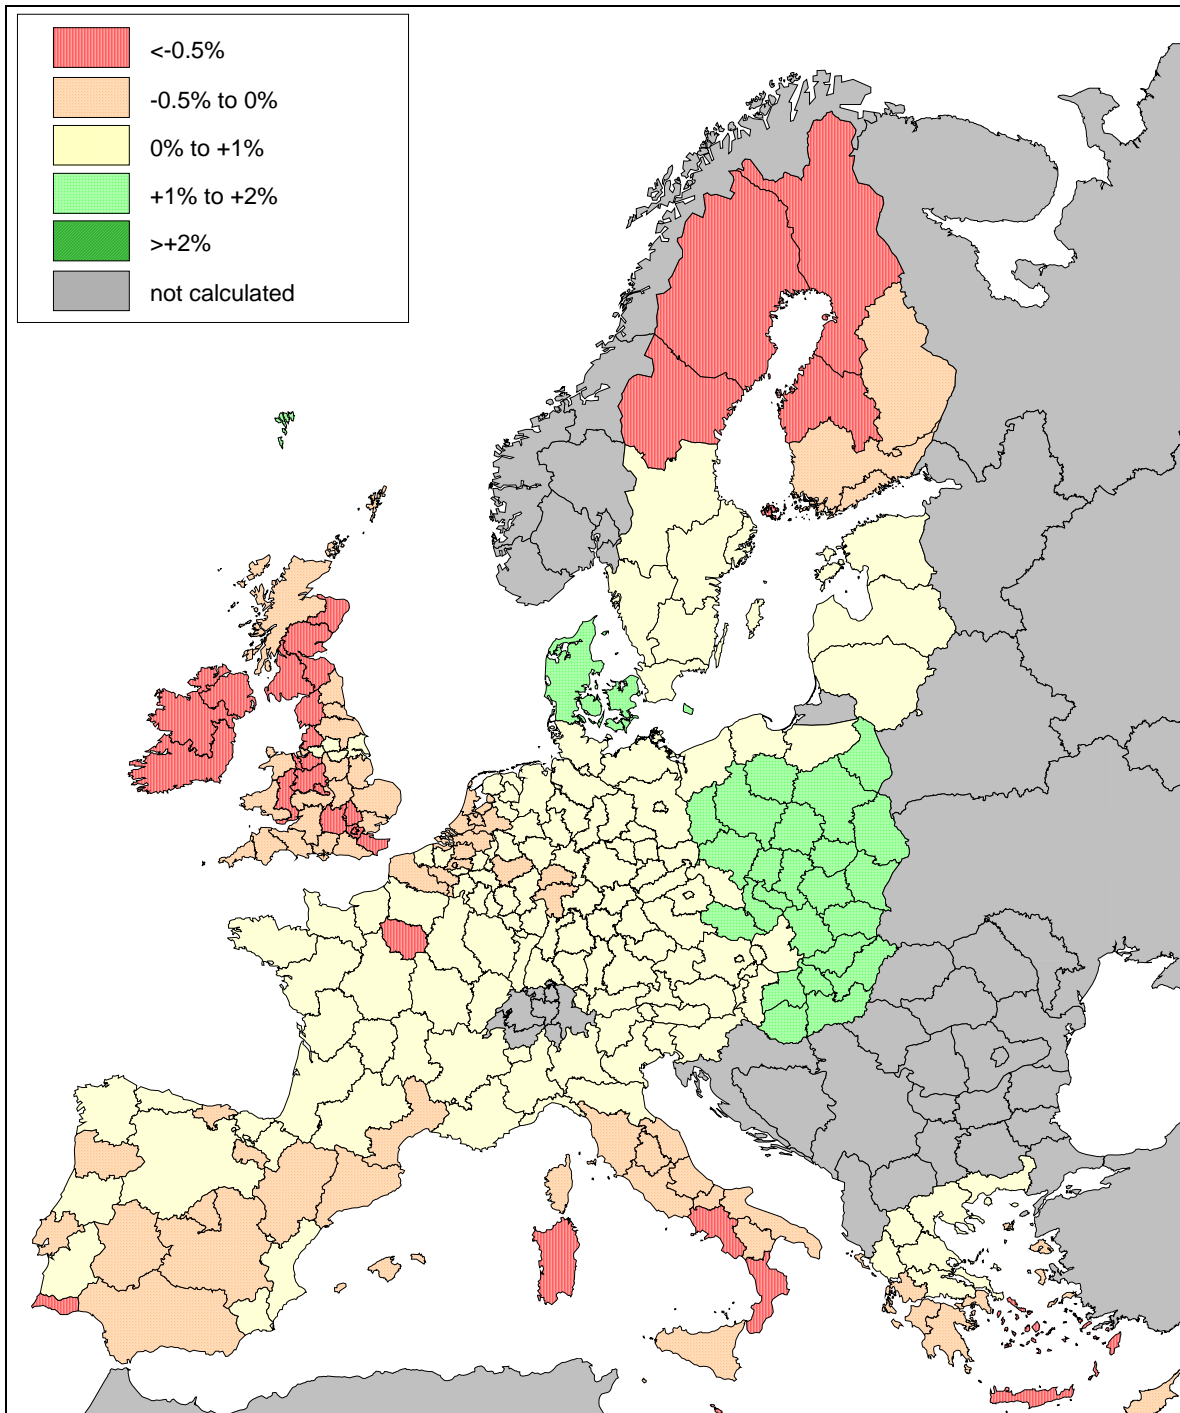 <-0.5%
-0.5% to 0%
0% to +1%
+1% to +2%
>+2%
not calculated